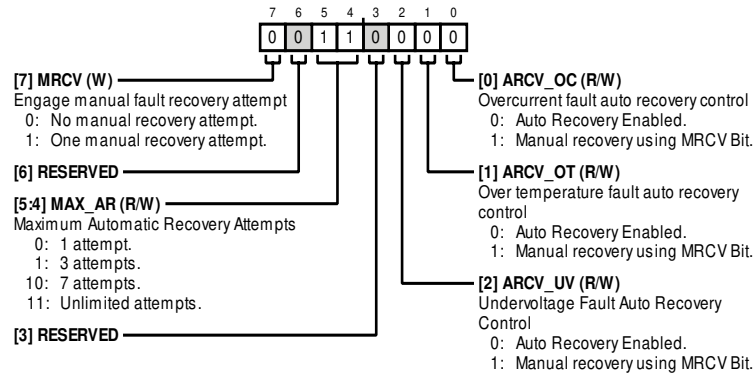 7 6 5 4 3 2 1 0
0 0 1 1 0 0 0 0
[7] MRCV (W)
Engage manual fault recovery attempt
0: No manual recovery attempt.
1: One manual recovery attempt.
[6] RESERVED
[5:4] MAX_AR (R/W)
Maximum Automatic Recovery Attempts
0: 1 attempt.
1: 3 attempts.
10: 7 attempts.
11: Unlimited attempts.
[3] RESERVED
[0] ARCV_OC (R/W)
Overcurrent fault auto recovery control
0: Auto Recovery Enabled.
1: Manual recovery using MRCV Bit.
[1] ARCV_OT (R/W)
Over temperature fault auto recovery
control
0: Auto Recovery Enabled.
1: Manual recovery using MRCV Bit.
[2] ARCV_UV (R/W)
Undervoltage Fault Auto Recovery
Control
0: Auto Recovery Enabled.
1: Manual recovery using MRCV Bit.